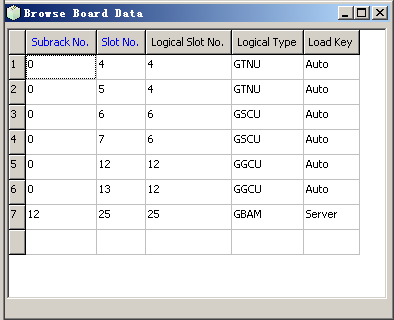 Browse Board Data
Subrack No. Slot No. Logical Slot No. Logical Type Load Key
1 0 4 4 GTNU Auto
2 0 5 4 GTNU Auto
3 0 6 6 GSCU Auto
4 0 7 6 GSCU Auto
5 0 12 12 GGCU Auto
6 0 13 12 GGCU Auto
7 12 25 25 GBAM Server